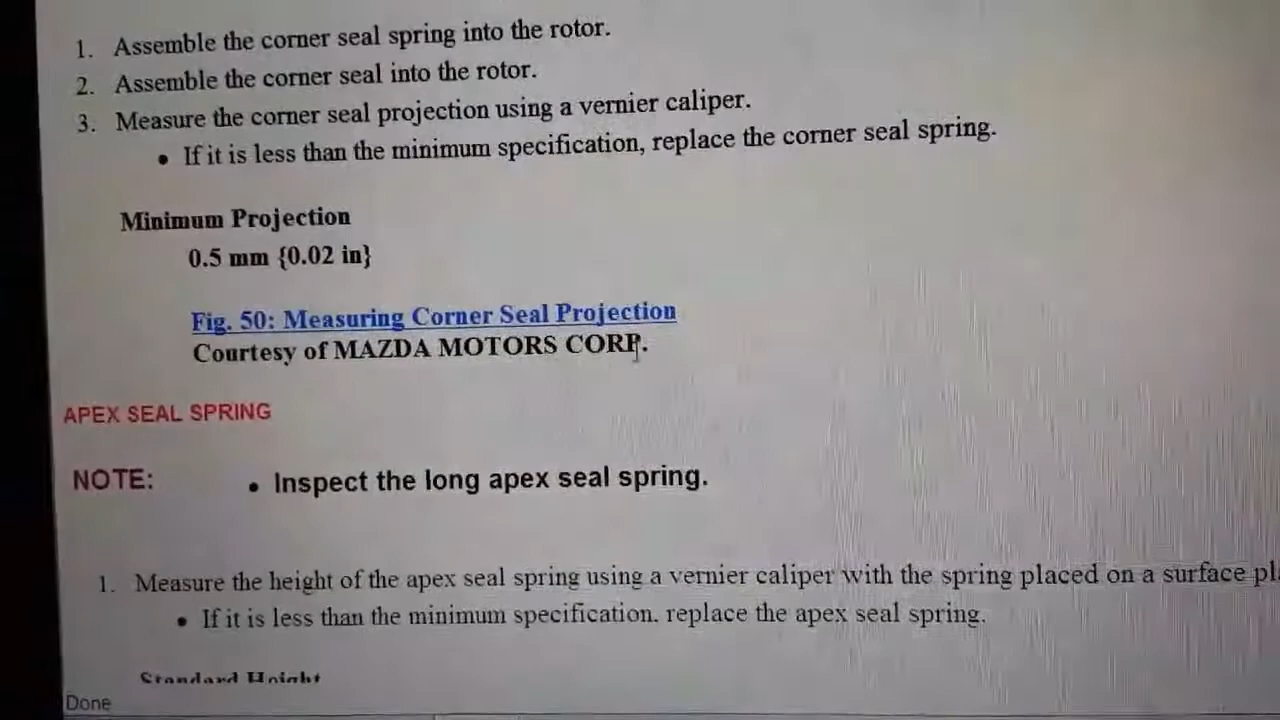 1. Assemble the corner seal spring into the rotor.
2. Assemble the corner seal into the rotor.
3. Measure the corner seal projection using a vernier caliper.
• If it is less than the minimum specification, replace the corner seal spring.
Minimum Projection
0.5 mm {0.02 in}
Fig. 50: Measuring Corner Seal Projection
Courtesy of MAZDA MOTORS CORP.
APEX SEAL SPRING
NOTE: • Inspect the long apex seal spring.
1. Measure the height of the apex seal spring using a vernier caliper with the spring placed on a surface pl
• If it is less than the minimum specification. replace the apex seal spring.
Standard Height
Done